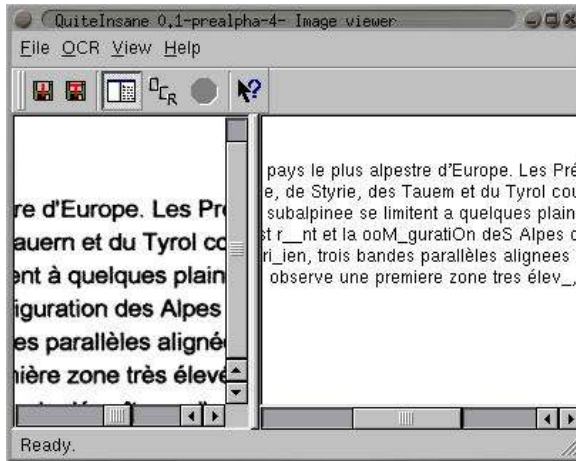 QuiteInsane 0.1-prealpha-4- Image viewer
File OCR View Help
OCR
re d'Europe. Les Pr
auern et du Tyrol co
ent à quelques plain
iguration des Alpes
es parallèles aligné
nière zone très élevé
pays le plus alpestre d'Europe. Les Pré
e, de Styrie, des Tauem et du Tyrol cou
subalpinee se limitent a quelques plain
st r__nt et la ooM_guratiOn deS Alpes
ri_ien, trois bandes parallèles alignees
observe une premiere zone tres élev_,
Ready.